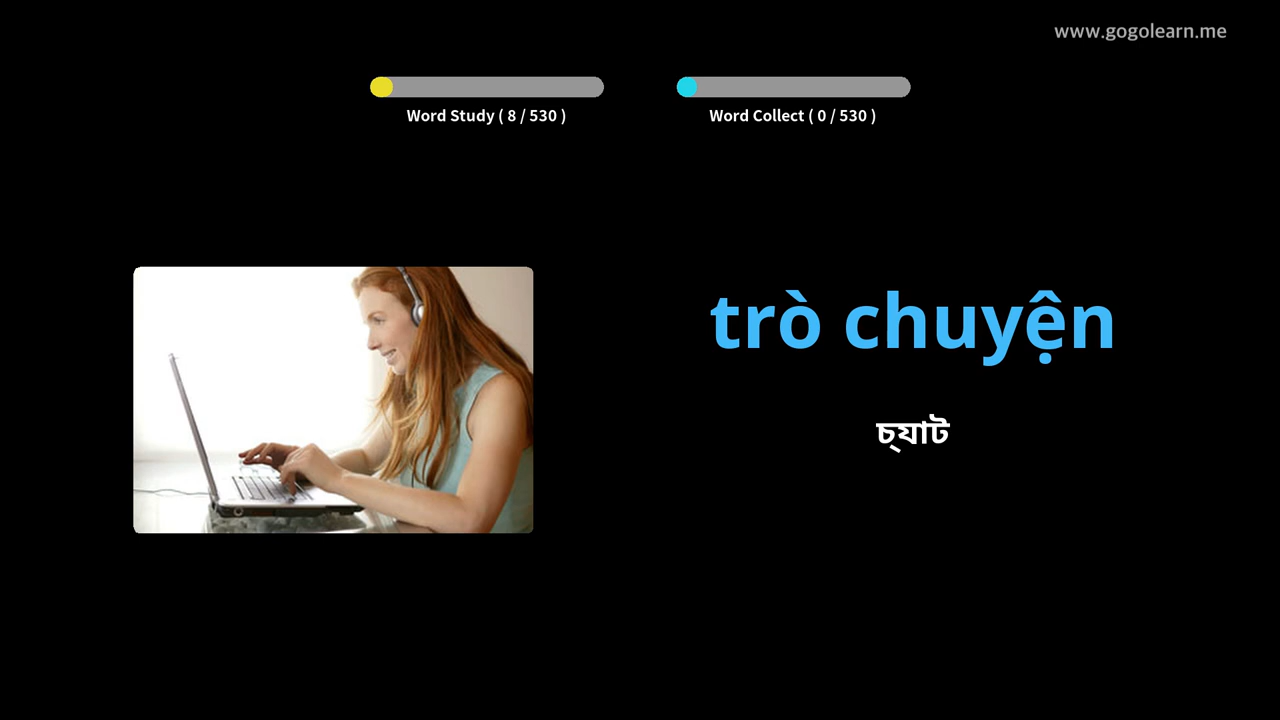 www.gogolearn.me
Word Study ( 8 / 530 )
Word Collect ( 0 / 530 )
trò chuyện
চ্যাট